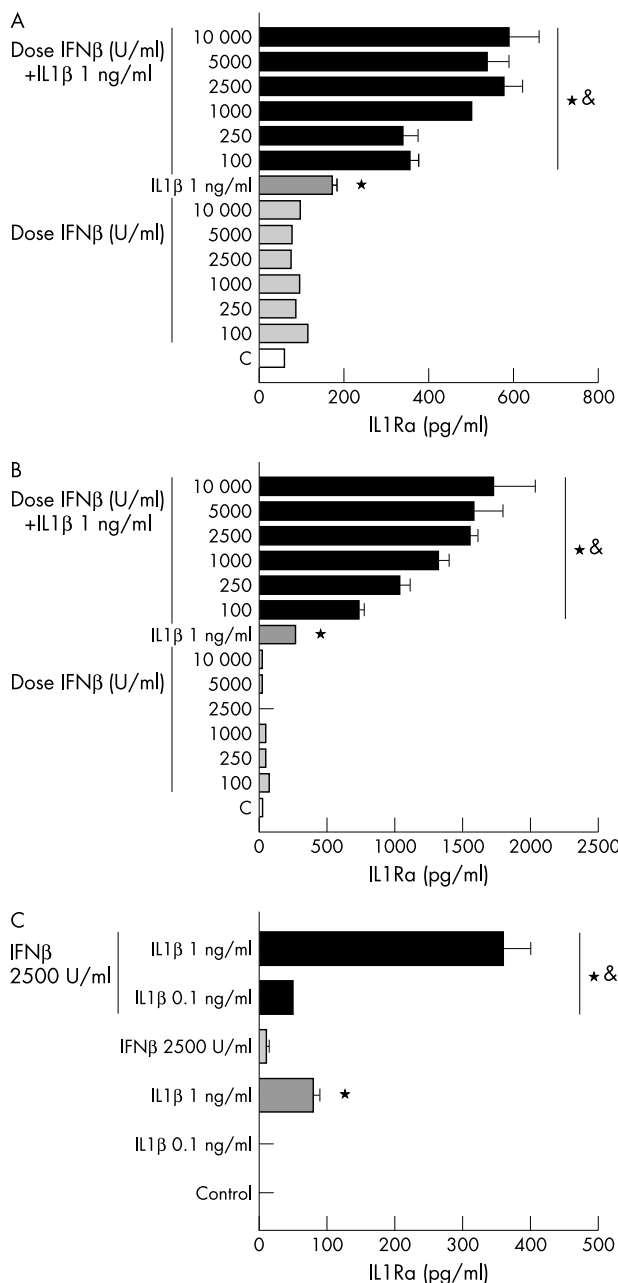 A
Dose IFNβ (U/ml)
+IL1β 1 ng/ml
10 000
5000
2500
1000
250
100
★ &
IL1β 1 ng/ml
★
Dose IFNβ (U/ml)
10 000
5000
2500
1000
250
100
C
0 200 400 600 800
IL1Ra (pg/ml)
B
Dose IFNβ (U/ml)
+IL1β 1 ng/ml
10 000
5000
2500
1000
250
100
★ &
IL1β 1 ng/ml
★
Dose IFNβ (U/ml)
10 000
5000
2500
1000
250
100
C
0 500 1000 1500 2000 2500
IL1Ra (pg/ml)
C
IFNβ
2500 U/ml
IL1β 1 ng/ml
IL1β 0.1 ng/ml
★ &
IFNβ 2500 U/ml
IL1β 1 ng/ml
★
IL1β 0.1 ng/ml
Control
0 100 200 300 400 500
IL1Ra (pg/ml)